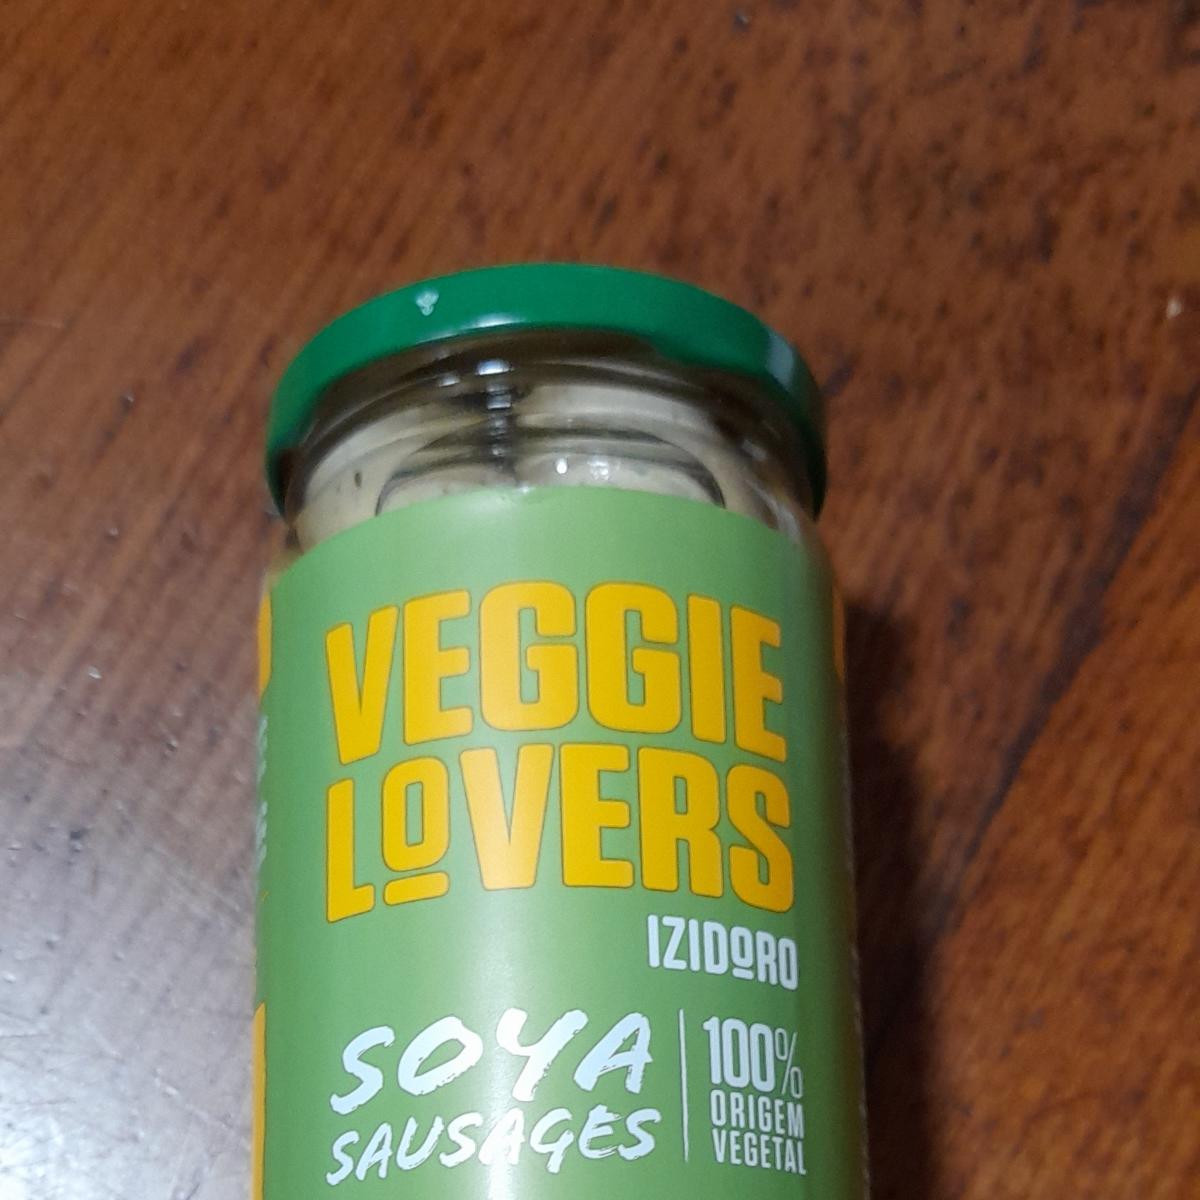 VEGGIE
LOVERS
IZIDORO
SOYA
SAUSAGES
100%
ORIGEM
VEGETAL